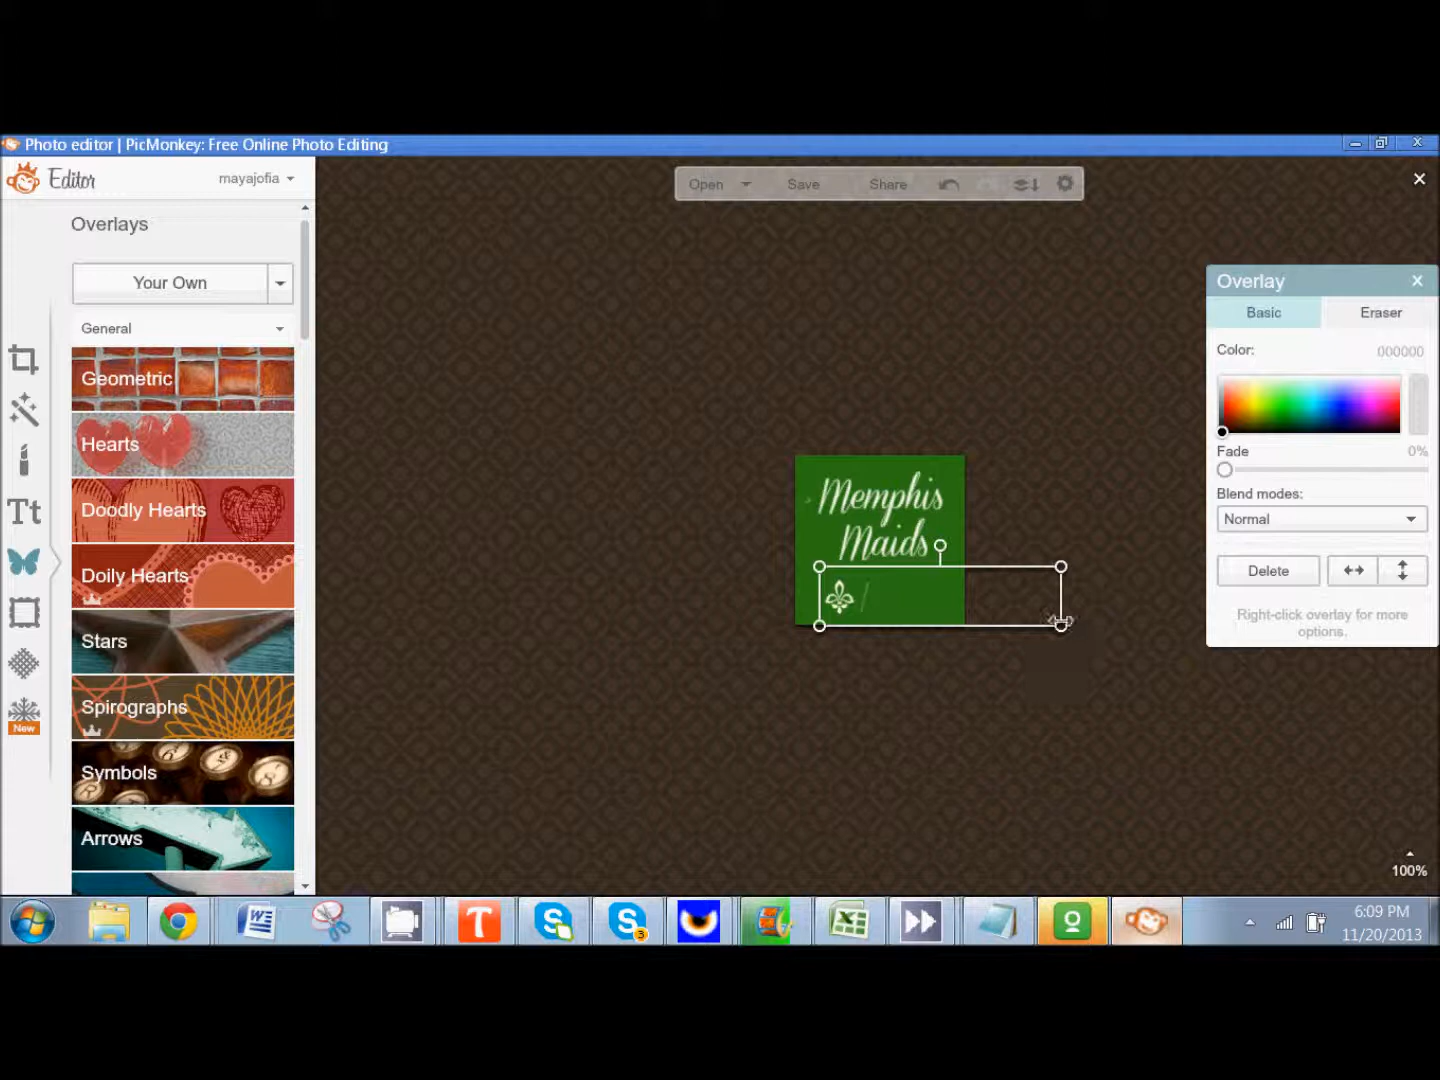 Photo editor | PicMonkey: Free Online Photo Editing
Editor
mayajofia
Open
Save
Share
Overlays
Your Own
General
Geometric
Hearts
Doodly Hearts
Doily Hearts
Stars
Spirographs
Symbols
Arrows
New
Memphis
Maids
Overlay
Basic
Eraser
Color:
000000
Fade
0%
Blend modes:
Normal
Delete
Right-click overlay for more
options.
100%
3
6:09 PM
11/20/2013